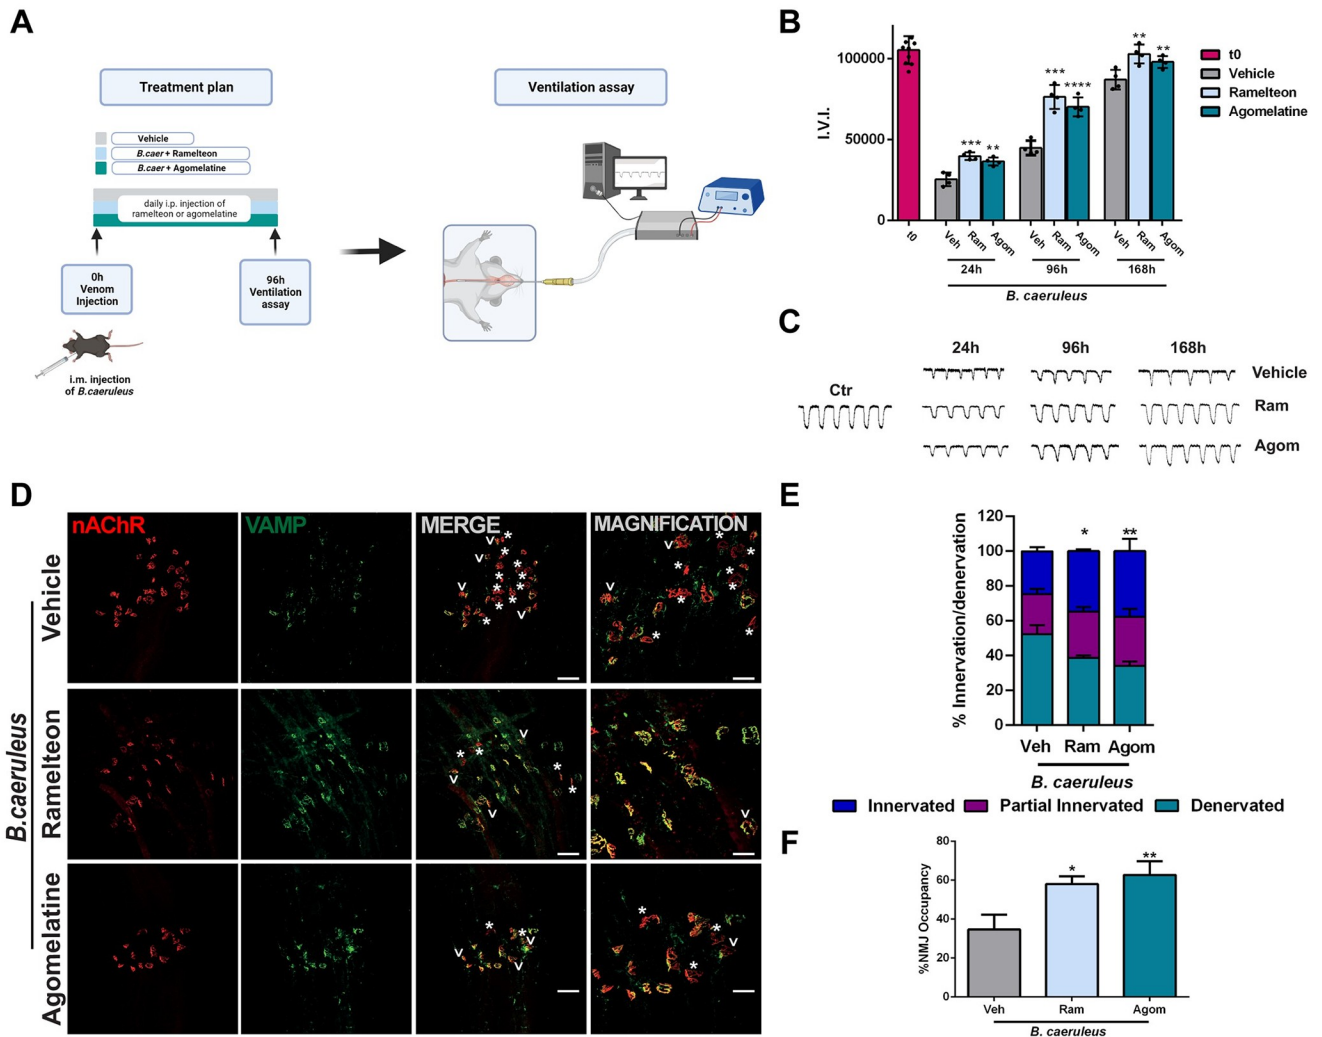 A
Treatment plan
Ventilation assay
Vehicle
B.caer + Ramelteon
B.caer + Agomelatine
daily i.p. injection of
ramelteon or agomelatine
0h
Venom
Injection
96h
Ventilation
assay
i.m. injection
of B.caeruleus
B
I.V.I.
100000
50000
0
*** ** *** **** ** **
t0
Veh Ram Agom Veh Ram Agom Veh Ram Agom
24h 96h 168h
B. caeruleus
t0
Vehicle
Ramelteon
Agomelatine
C
24h 96h 168h
Ctr
Vehicle
Ram
Agom
D
nAChR VAMP MERGE MAGNIFICATION
B.caeruleus
Vehicle
Ramelteon
Agomelatine
E
% Innervation/denervation
120
100
80
60
40
20
0
* **
Veh Ram Agom
B. caeruleus
Innervated Partial Innervated Denervated
F
%NMJ Occupancy
80
60
40
20
0
* **
Veh Ram Agom
B. caeruleus